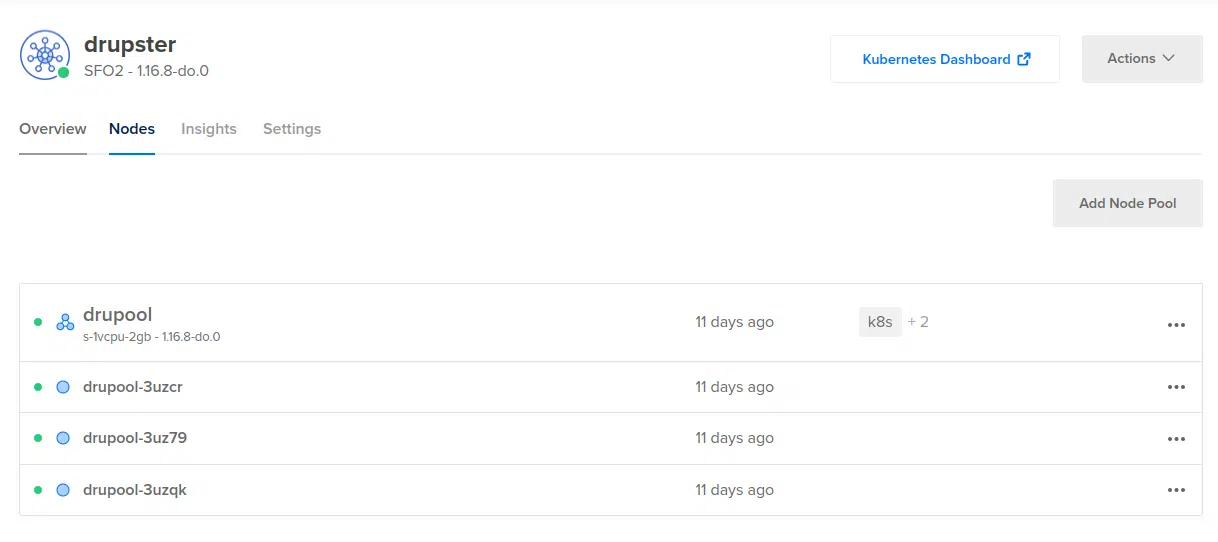 drupster
SFO2 - 1.16.8-do.0
Kubernetes Dashboard
Actions
Overview Nodes Insights Settings
Add Node Pool
drupool
s-1vcpu-2gb - 1.16.8-do.0
11 days ago
k8s + 2
drupool-3uzcr 11 days ago
drupool-3uz79 11 days ago
drupool-3uzqk 11 days ago